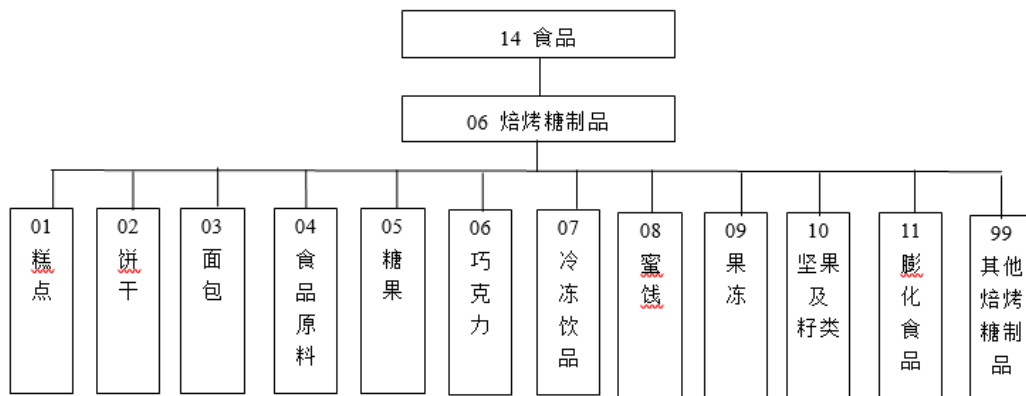 14 食品
06 焙烤糖制品
01
糕
点
02
饼
干
03
面
包
04
食
品
原
料
05
糖
果
06
巧
克
力
07
冷
冻
饮
品
08
蜜
饯
09
果
冻
10
坚果
及
籽类
11
膨
化
食
品
99
其他
焙烤
糖制
品